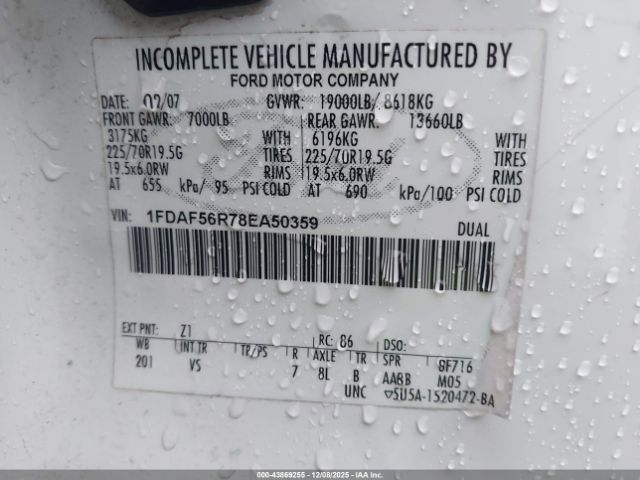 INCOMPLETE VEHICLE MANUFACTURED BY
FORD MOTOR COMPANY
DATE: 02/07 GVWR: 19000LB/ 8618KG
FRONT GAWR: 7000LB REAR GAWR: 13660LB
3175KG WITH 6196KG WITH
225/70R19.5G TIRES 225/70R19.5G TIRES
19.5x6.0RW RIMS 19.5x6.0RW RIMS
AT 655 kPa/ 95 PSI COLD AT 690 kPa/100 PSI COLD
VIN: 1FDAF56R78EA50359 DUAL
EXT PNT: Z1 RC: 86 DSO:
WB INT TR TP/PS R AXLE TR SPR 8F716
201 VS 7 8L B AABB M05
UNC ▽5U5A-1520472-BA
© 000-43869255 - 12/08/2025 - IAAI.COM